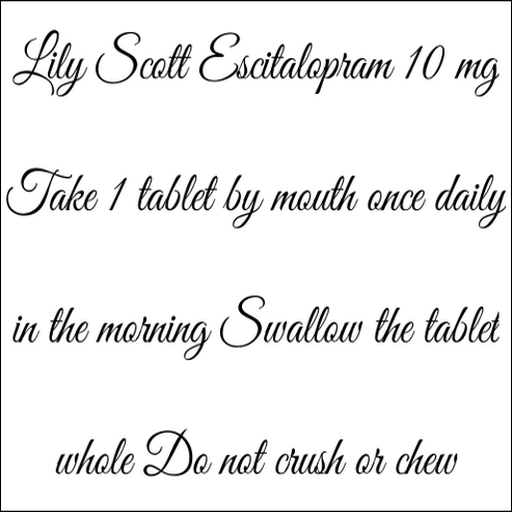 Lily Scott Escitalopram 10 mg
Take 1 tablet by mouth once daily
in the morning Swallow the tablet
whole Do not crush or chew